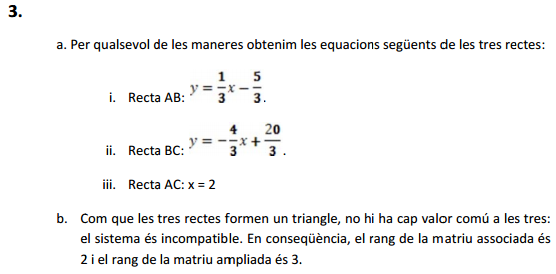 3.
a. Per qualsevol de les maneres obtenim les equacions següents de les tres rectes:
i. Recta AB: y = 1/3 x − 5/3.
ii. Recta BC: y = −4/3 x + 20/3.
iii. Recta AC: x = 2
b. Com que les tres rectes formen un triangle, no hi ha cap valor comú a les tres:
el sistema és incompatible. En conseqüència, el rang de la matriu associada és
2 i el rang de la matriu ampliada és 3.